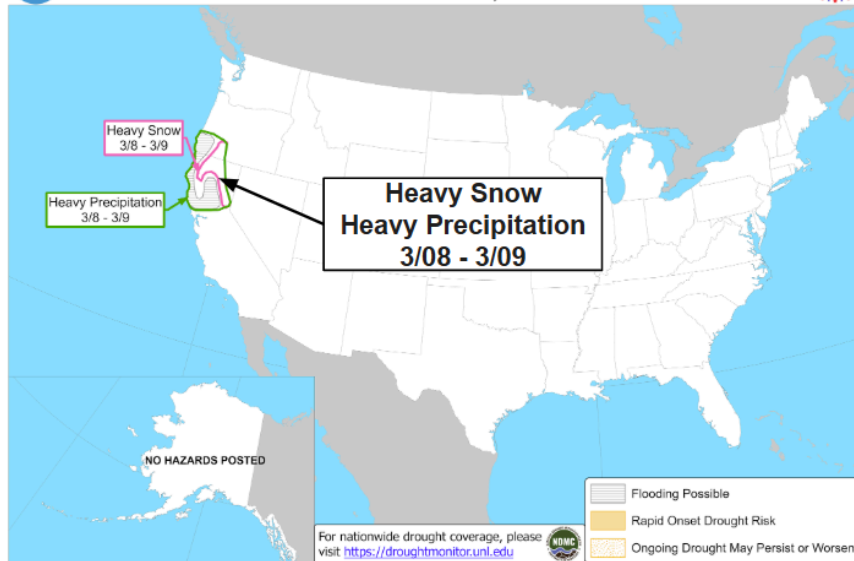 Heavy Snow
3/8 - 3/9
Heavy Precipitation
3/8 - 3/9
Heavy Snow
Heavy Precipitation
3/08 - 3/09
NO HAZARDS POSTED
For nationwide drought coverage, please
visit https://droughtmonitor.unl.edu
NDMC
Flooding Possible
Rapid Onset Drought Risk
Ongoing Drought May Persist or Worsen